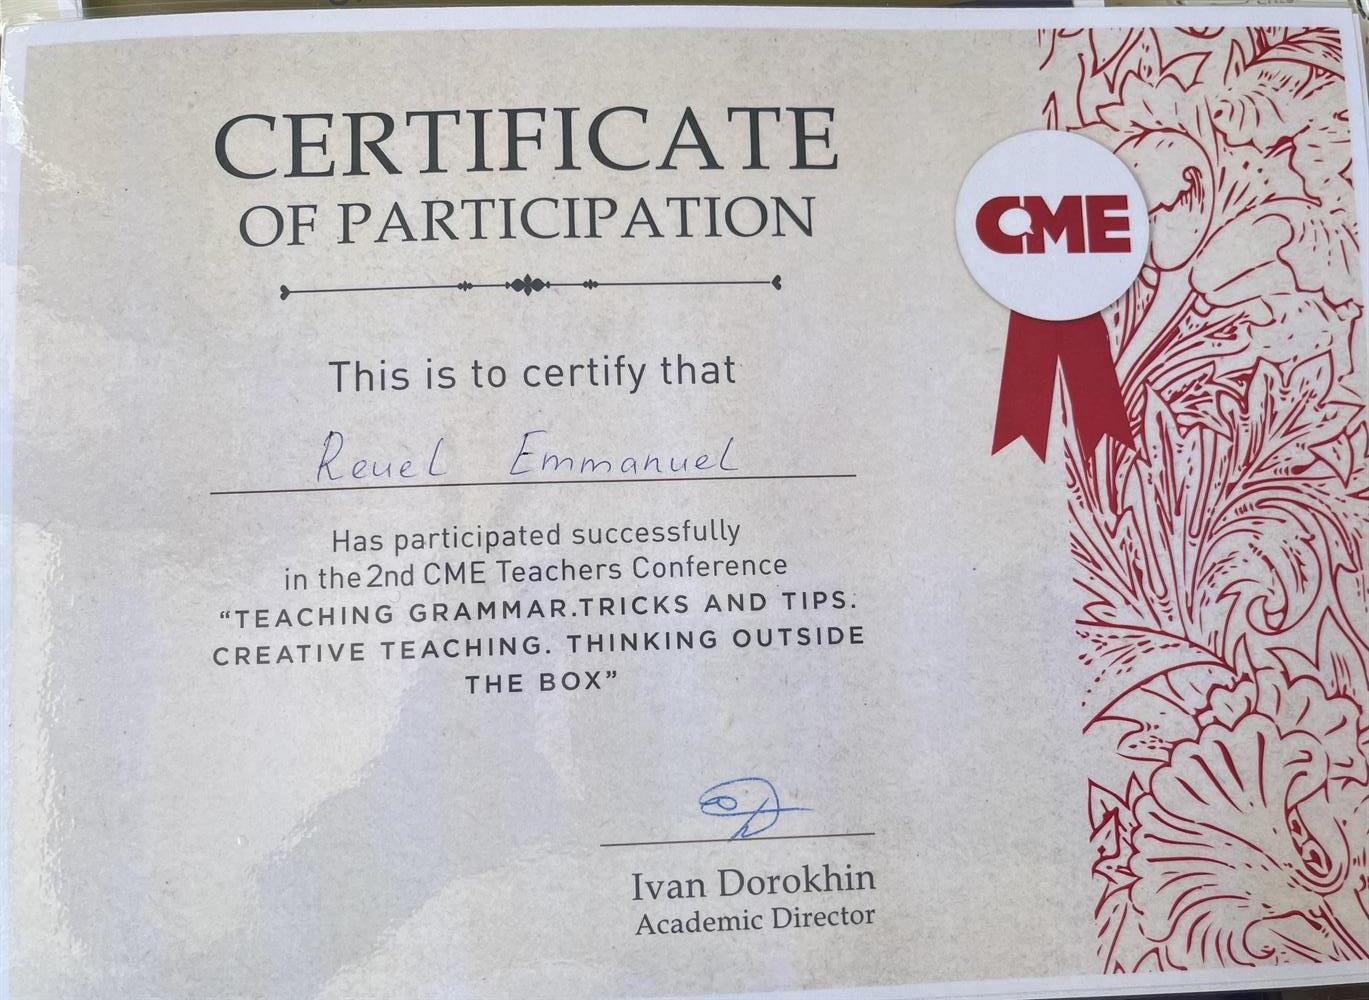 CERTIFICATE
OF PARTICIPATION
CME
This is to certify that
Reuel Emmanuel
Has participated successfully
in the 2nd CME Teachers Conference
“TEACHING GRAMMAR.TRICKS AND TIPS.
CREATIVE TEACHING. THINKING OUTSIDE
THE BOX”
Ivan Dorokhin
Academic Director